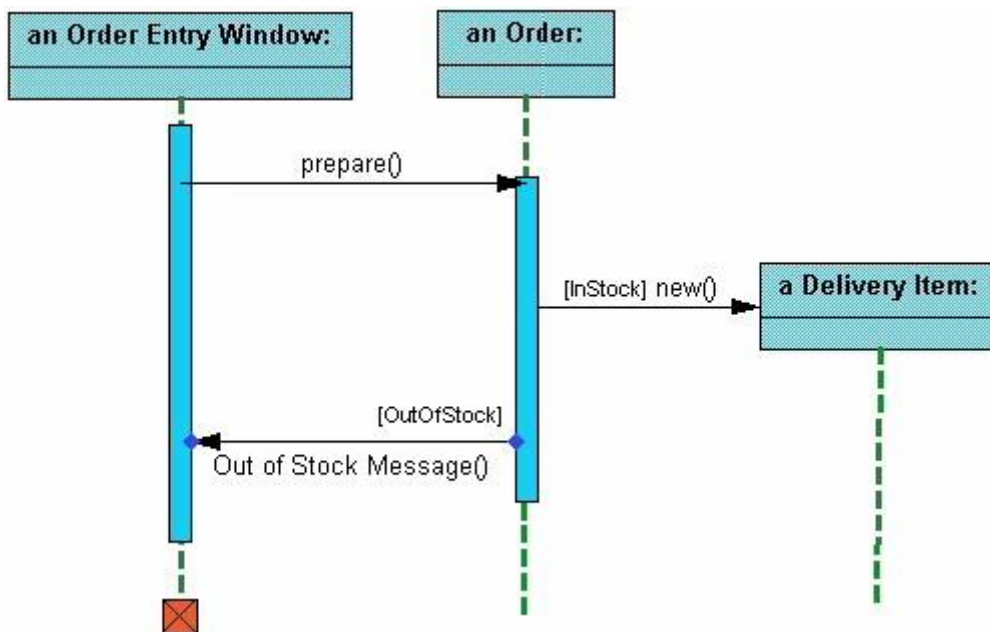 an Order Entry Window:
an Order:
prepare()
[InStock] new()
a Delivery Item:
[OutOfStock]
Out of Stock Message()